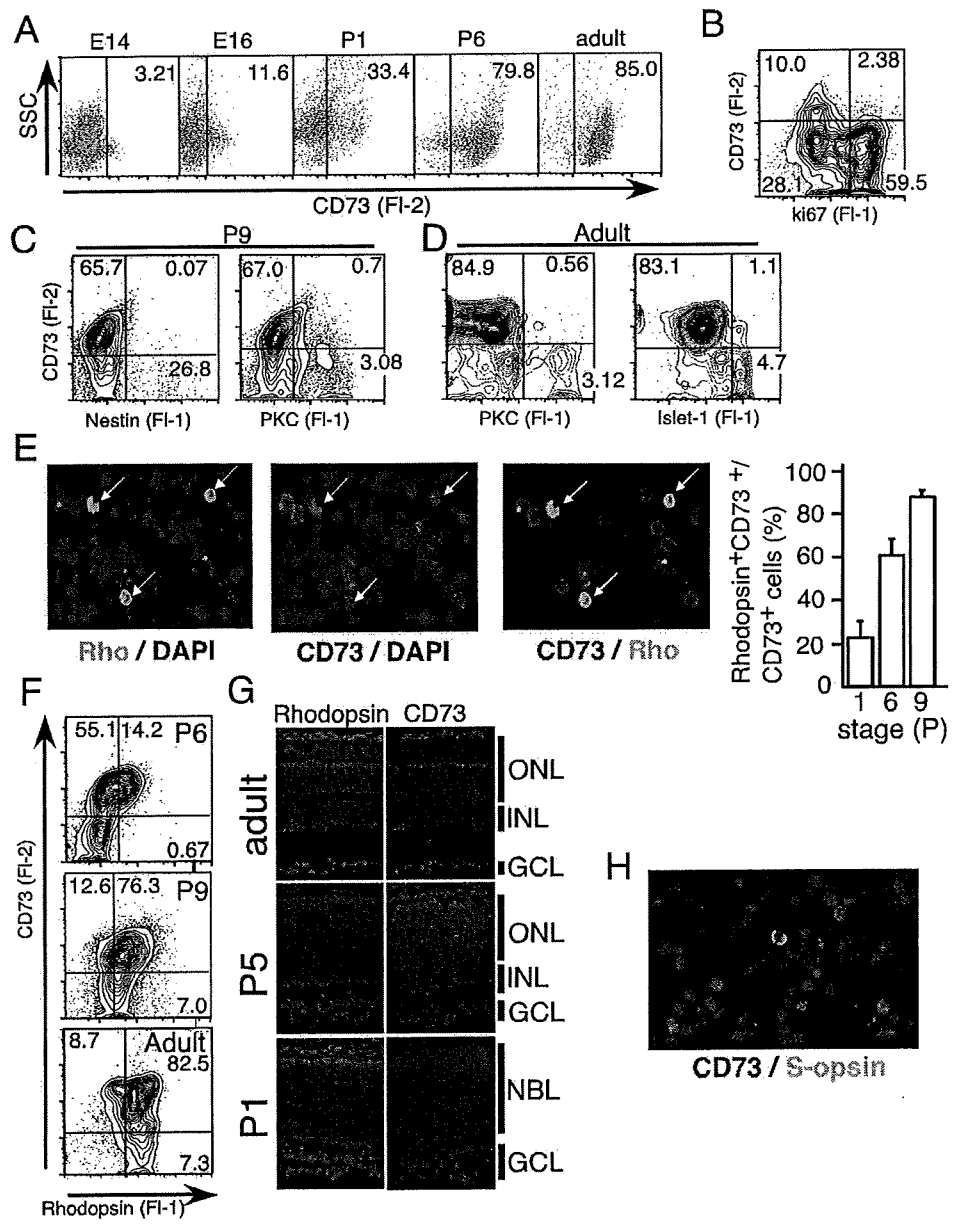 A
B
E14 E16 P1 P6 adult
3.21 11.6 33.4 79.8 85.0
SSC
CD73 (Fl-2)
10.0 2.38
28.1 59.5
CD73 (Fl-2)
ki67 (Fl-1)
C
P9
D
Adult
65.7 0.07
26.8
67.0 0.7
3.08
84.9 0.56
3.12
83.1 1.1
4.7
CD73 (Fl-2)
Nestin (Fl-1)
PKC (Fl-1)
PKC (Fl-1)
Islet-1 (Fl-1)
E
Rho / DAPI
CD73 / DAPI
CD73 / Rho
Rhodopsin+CD73 +/
CD73+ cells (%)
100
80
60
40
20
0
1 6 9
stage (P)
F
55.1 14.2 P6
0.67
12.6 76.3 P9
7.0
8.7 Adult
82.5
7.3
CD73 (Fl-2)
Rhodopsin (Fl-1)
G
Rhodopsin CD73
adult
ONL
INL
GCL
P5
ONL
INL
GCL
P1
NBL
GCL
H
CD73 / S-opsin